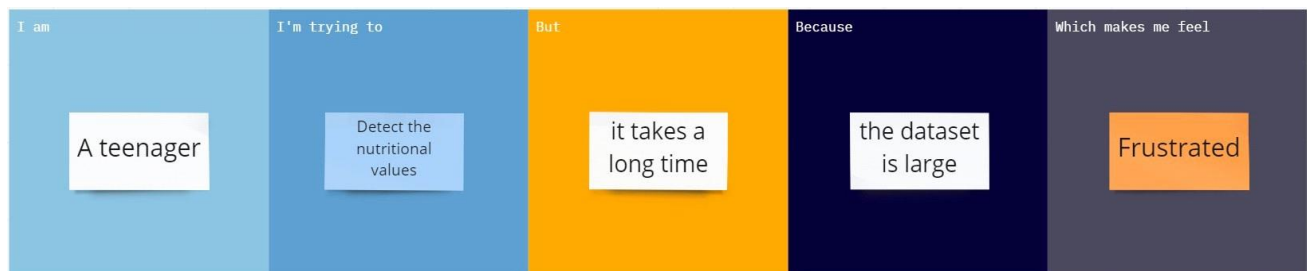 I am
A teenager
I'm trying to
Detect the
nutritional
values
But
it takes a
long time
Because
the dataset
is large
Which makes me feel
Frustrated